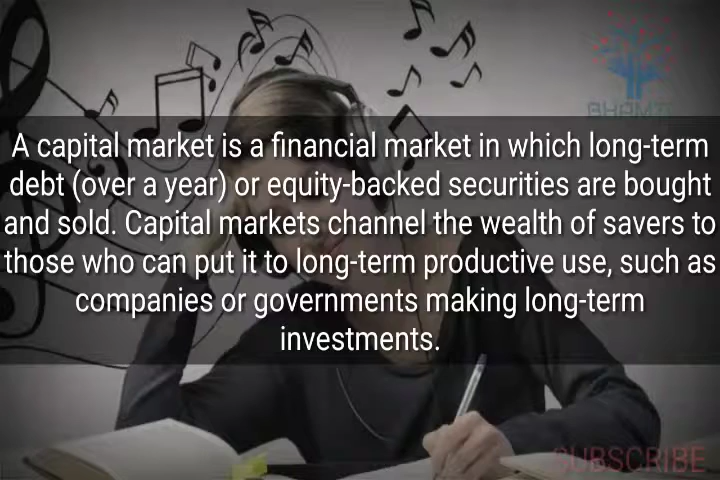 A capital market is a financial market in which long-term
debt (over a year) or equity-backed securities are bought
and sold. Capital markets channel the wealth of savers to
those who can put it to long-term productive use, such as
companies or governments making long-term
investments.
SUBSCRIBE